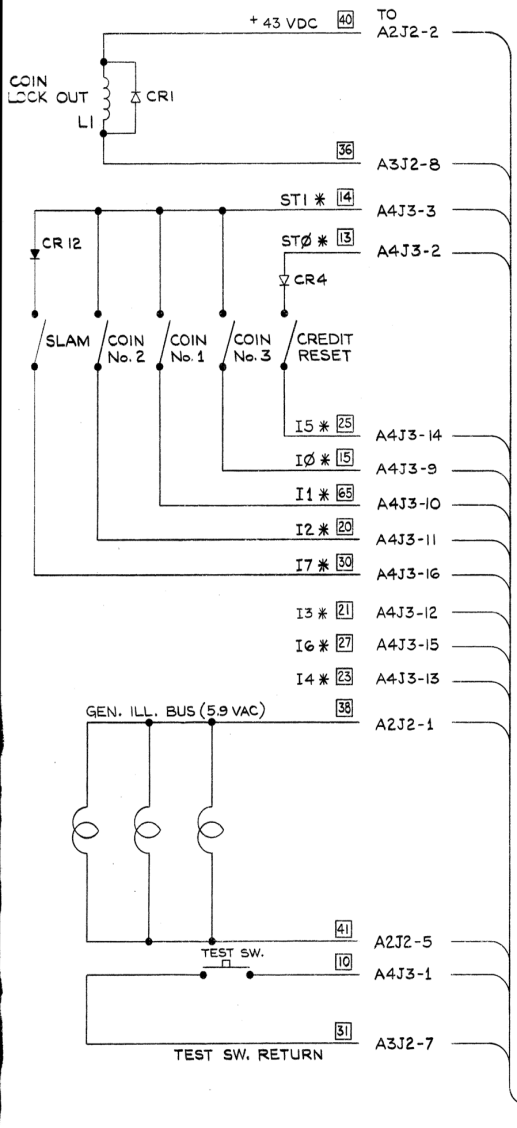 + 43 VDC 40 TO
A2J2-2
COIN
LOCK OUT
CR1
L1
36 A3J2-8
ST1 * 14 A4J3-3
STØ * 13 A4J3-2
CR12
CR4
SLAM
COIN
No. 2
COIN
No. 1
COIN
No. 3
CREDIT
RESET
I5 * 25 A4J3-14
IØ * 15 A4J3-9
I1 * 65 A4J3-10
I2 * 20 A4J3-11
I7 * 30 A4J3-16
I3 * 21 A4J3-12
I6 * 27 A4J3-15
I4 * 23 A4J3-13
GEN. ILL. BUS (5.9 VAC) 38 A2J2-1
41 A2J2-5
TEST SW.
10 A4J3-1
31 A3J2-7
TEST SW. RETURN